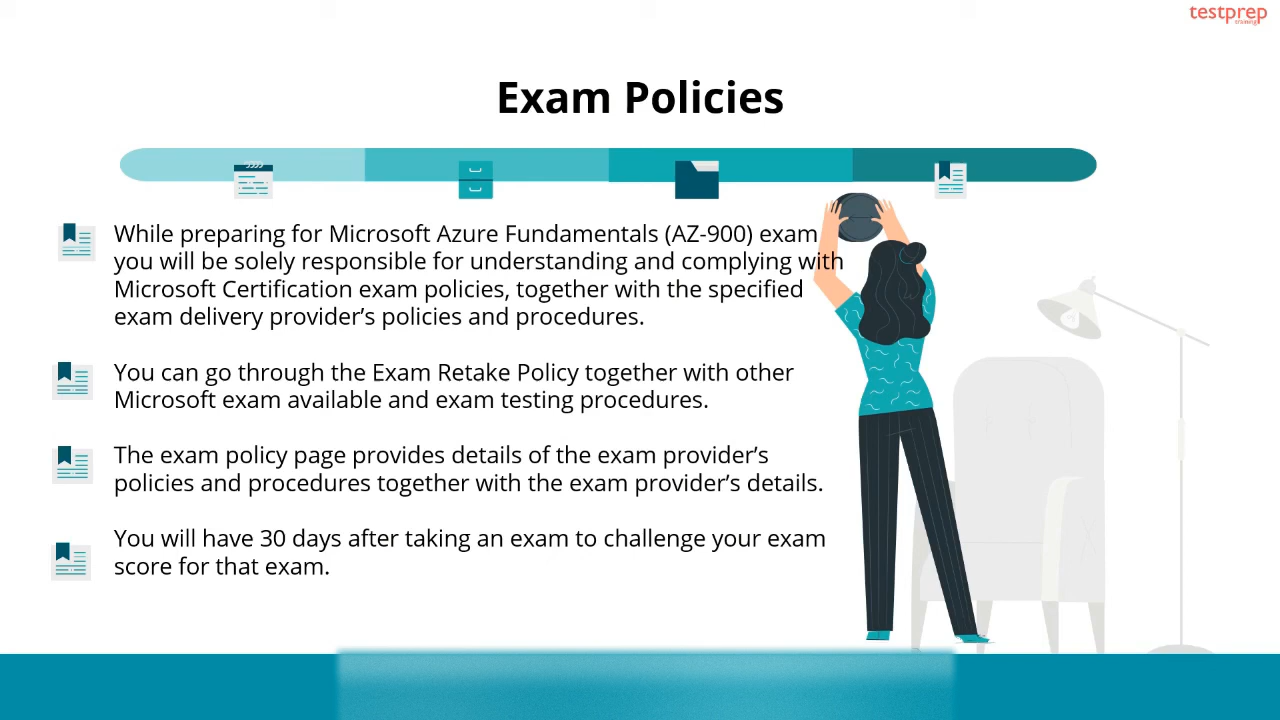 testprep
training
Exam Policies
While preparing for Microsoft Azure Fundamentals (AZ-900) exam
you will be solely responsible for understanding and complying with
Microsoft Certification exam policies, together with the specified
exam delivery provider’s policies and procedures.
You can go through the Exam Retake Policy together with other
Microsoft exam available and exam testing procedures.
The exam policy page provides details of the exam provider’s
policies and procedures together with the exam provider’s details.
You will have 30 days after taking an exam to challenge your exam
score for that exam.